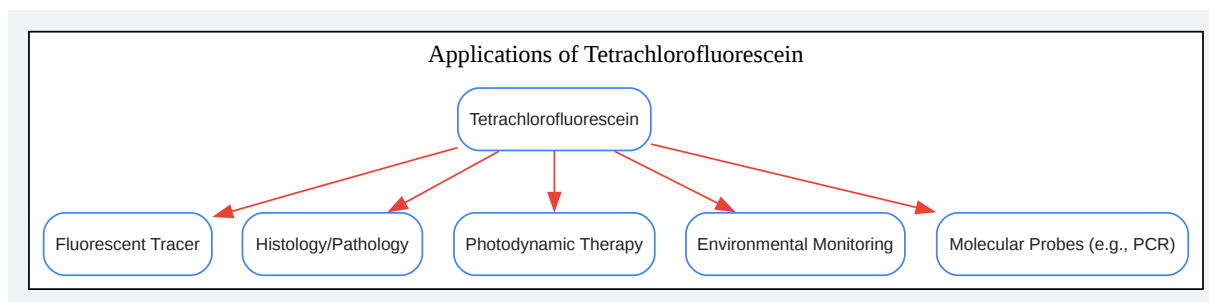 Applications of Tetrachlorofluorescein
Tetrachlorofluorescein
Fluorescent Tracer
Histology/Pathology
Photodynamic Therapy
Environmental Monitoring
Molecular Probes (e.g., PCR)